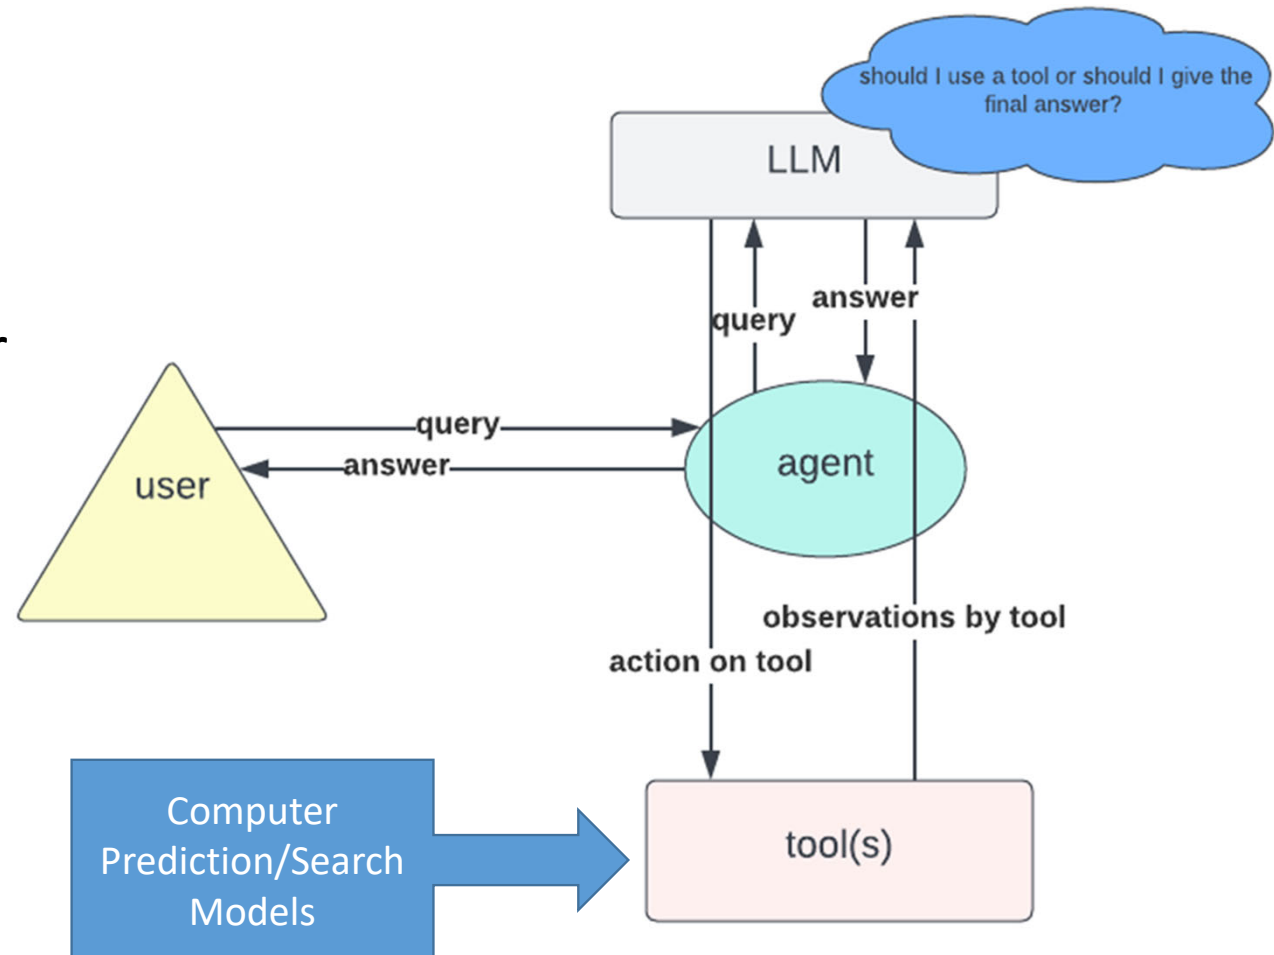 should I use a tool or should I give the
final answer?
LLM
answer
query
query
answer
user
agent
observations by tool
action on tool
Computer
Prediction/Search
Models
tool(s)